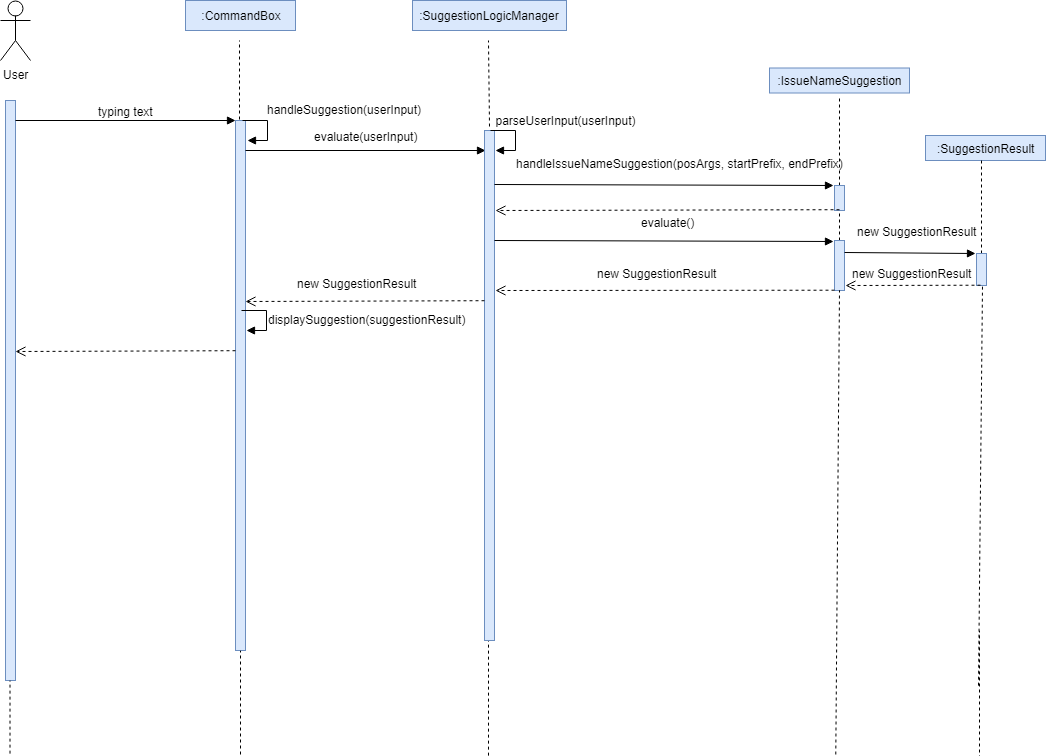 :CommandBox
:SuggestionLogicManager
User
:IssueNameSuggestion
typing text
handleSuggestion(userInput)
parseUserInput(userInput)
evaluate(userInput)
:SuggestionResult
handleIssueNameSuggestion(posArgs, startPrefix, endPrefix)
evaluate()
new SuggestionResult
new SuggestionResult
new SuggestionResult
new SuggestionResult
displaySuggestion(suggestionResult)